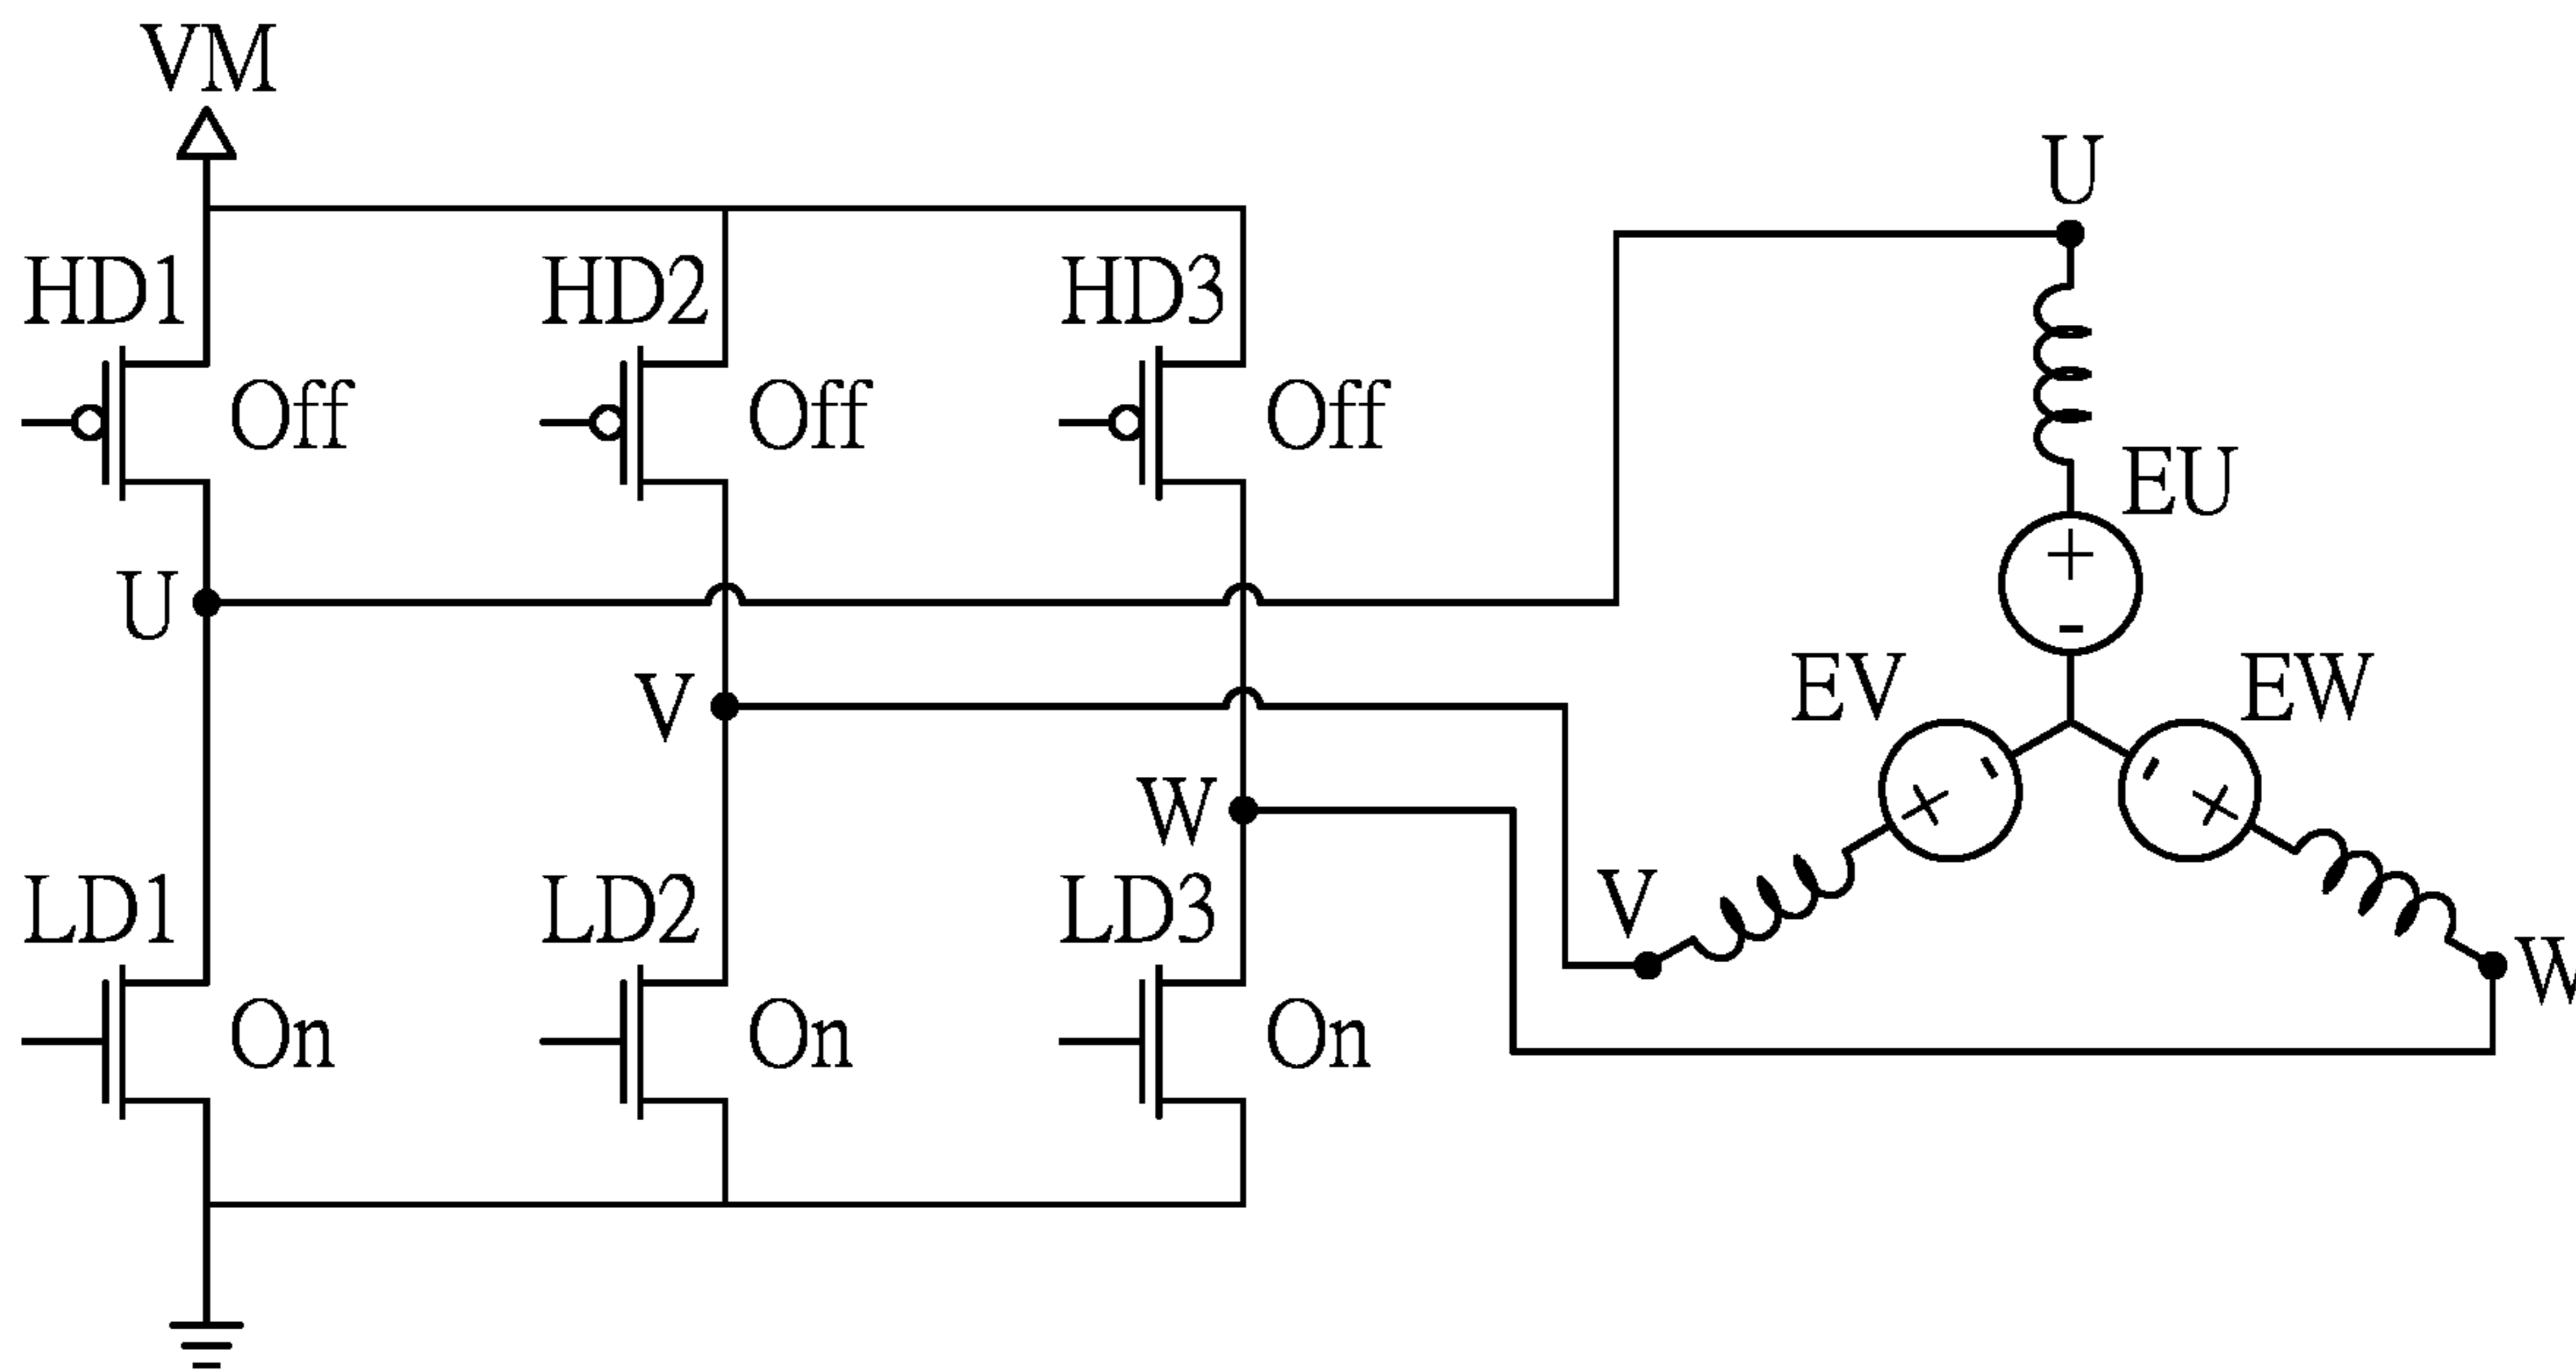 VM
U
HD1
HD2
HD3
Off
Off
Off
EU
+
-
U
EV
EW
V
-
-
+
+
W
LD1
LD2
LD3
V
W
On
On
On